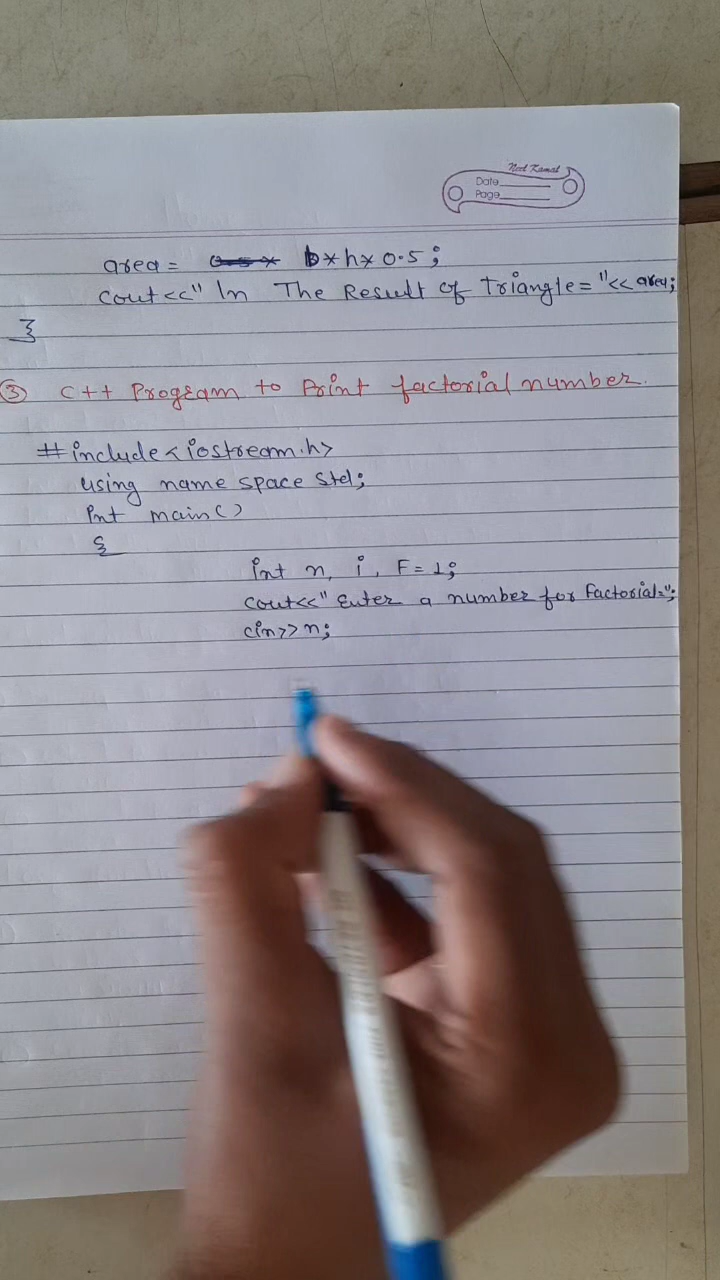 Neel Kamal
Date
Page
area = b*h*0.5;
cout<<" In The Result of Triangle="<<area;
}
③ C++ Program to Print factorial number.
#include<iostream.h>
using name space std;
Int main()
{
int n, i, F=1;
cout<<" Enter a number for Factorial=";
cin>>n;